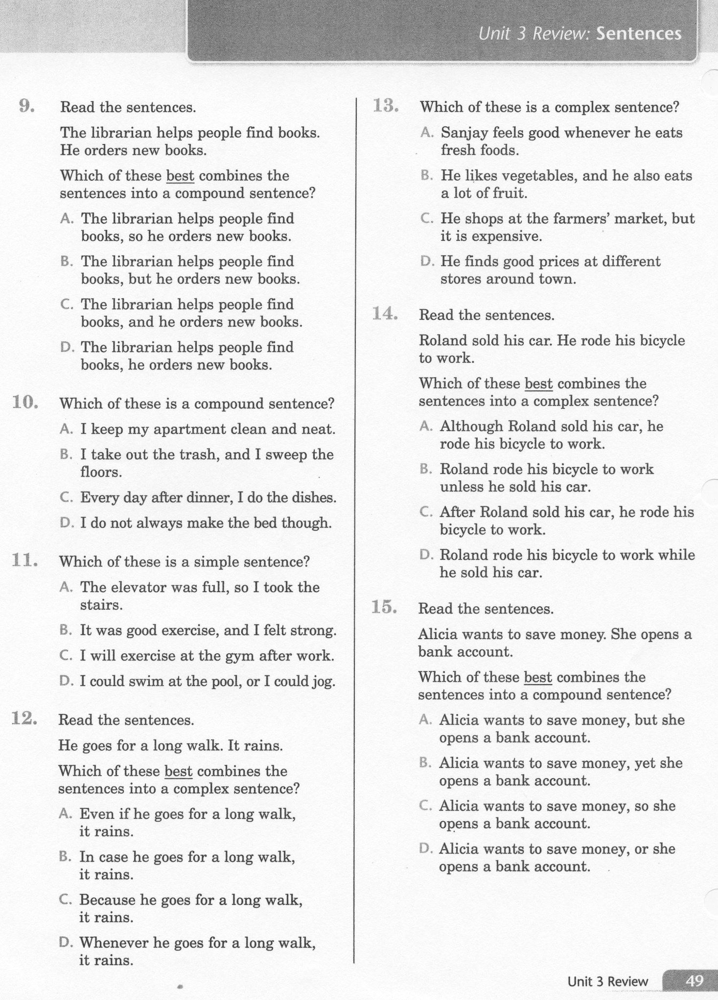 Unit 3 Review: Sentences
9. Read the sentences.
The librarian helps people find books.
He orders new books.
Which of these best combines the
sentences into a compound sentence?
A. The librarian helps people find
books, so he orders new books.
B. The librarian helps people find
books, but he orders new books.
C. The librarian helps people find
books, and he orders new books.
D. The librarian helps people find
books, he orders new books.
10. Which of these is a compound sentence?
A. I keep my apartment clean and neat.
B. I take out the trash, and I sweep the
floors.
C. Every day after dinner, I do the dishes.
D. I do not always make the bed though.
11. Which of these is a simple sentence?
A. The elevator was full, so I took the
stairs.
B. It was good exercise, and I felt strong.
C. I will exercise at the gym after work.
D. I could swim at the pool, or I could jog.
12. Read the sentences.
He goes for a long walk. It rains.
Which of these best combines the
sentences into a complex sentence?
A. Even if he goes for a long walk,
it rains.
B. In case he goes for a long walk,
it rains.
C. Because he goes for a long walk,
it rains.
D. Whenever he goes for a long walk,
it rains.
13. Which of these is a complex sentence?
A. Sanjay feels good whenever he eats
fresh foods.
B. He likes vegetables, and he also eats
a lot of fruit.
C. He shops at the farmers’ market, but
it is expensive.
D. He finds good prices at different
stores around town.
14. Read the sentences.
Roland sold his car. He rode his bicycle
to work.
Which of these best combines the
sentences into a complex sentence?
A. Although Roland sold his car, he
rode his bicycle to work.
B. Roland rode his bicycle to work
unless he sold his car.
C. After Roland sold his car, he rode his
bicycle to work.
D. Roland rode his bicycle to work while
he sold his car.
15. Read the sentences.
Alicia wants to save money. She opens a
bank account.
Which of these best combines the
sentences into a compound sentence?
A. Alicia wants to save money, but she
opens a bank account.
B. Alicia wants to save money, yet she
opens a bank account.
C. Alicia wants to save money, so she
opens a bank account.
D. Alicia wants to save money, or she
opens a bank account.
Unit 3 Review 49